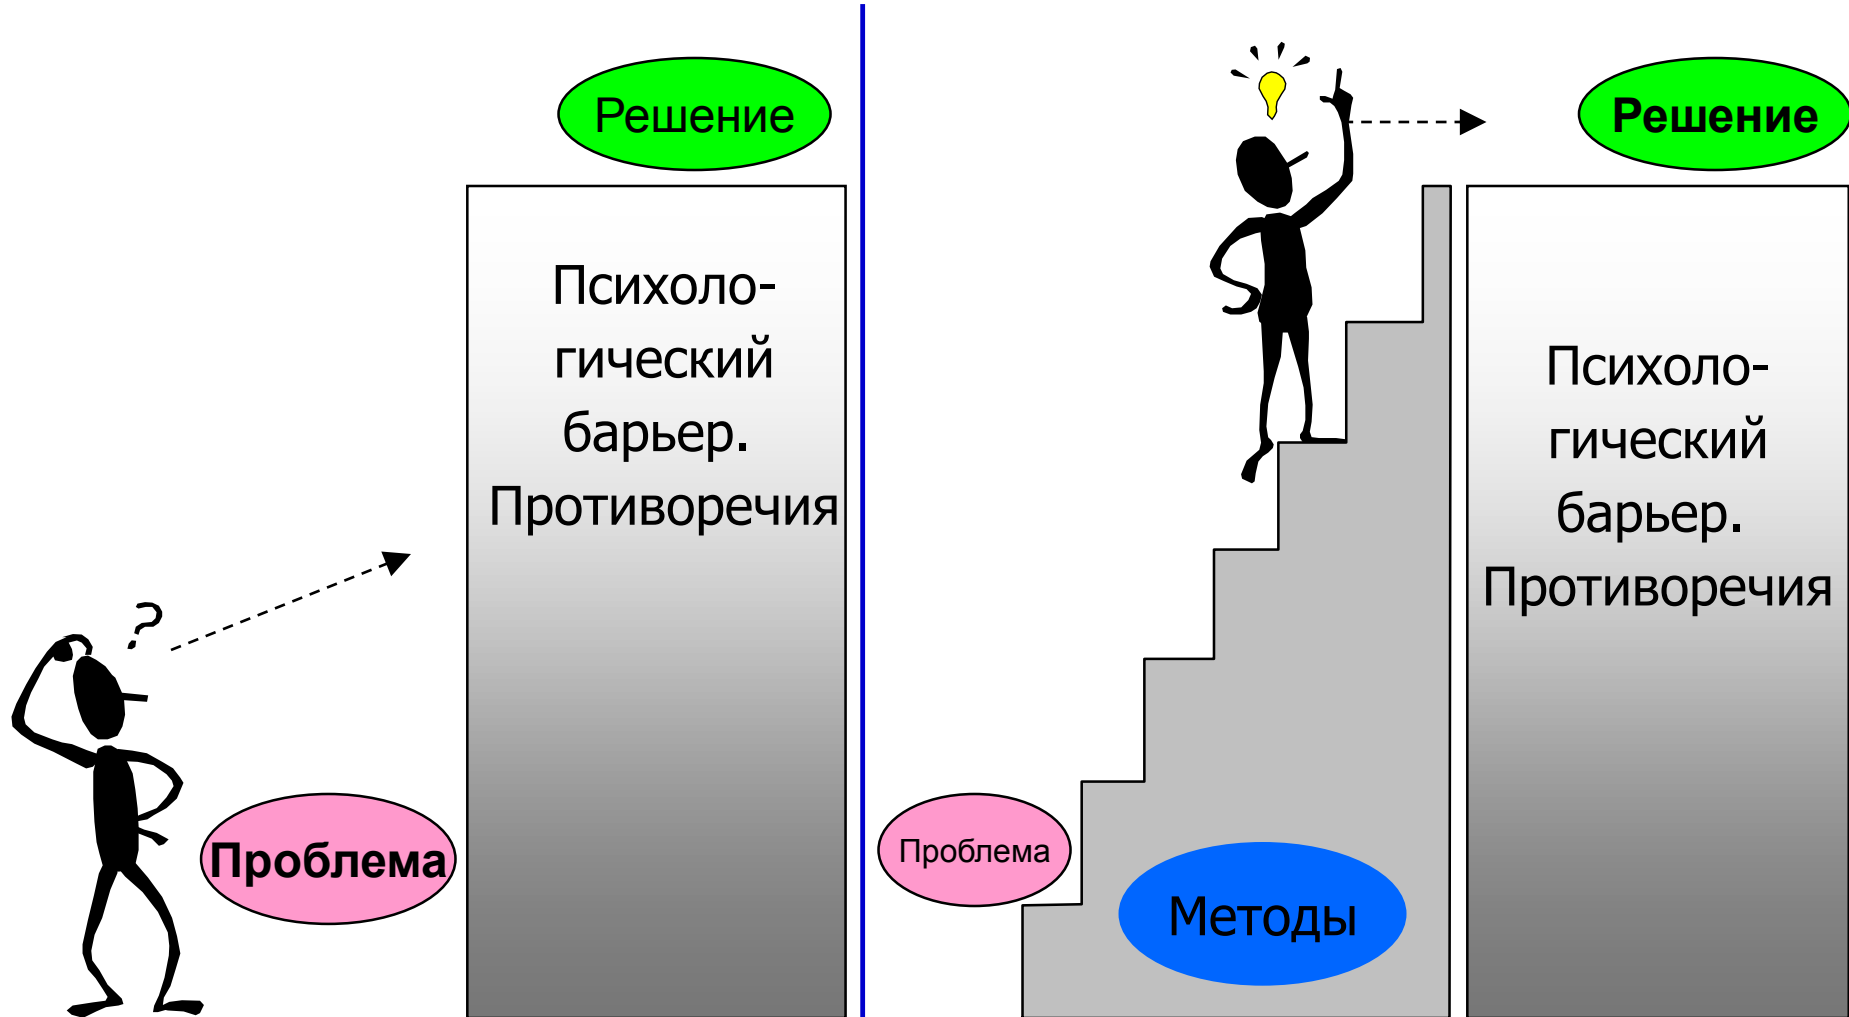 Решение
Психоло-
гический
барьер.
Противоречия
?
Проблема
Решение
Психоло-
гический
барьер.
Противоречия
Проблема
Методы